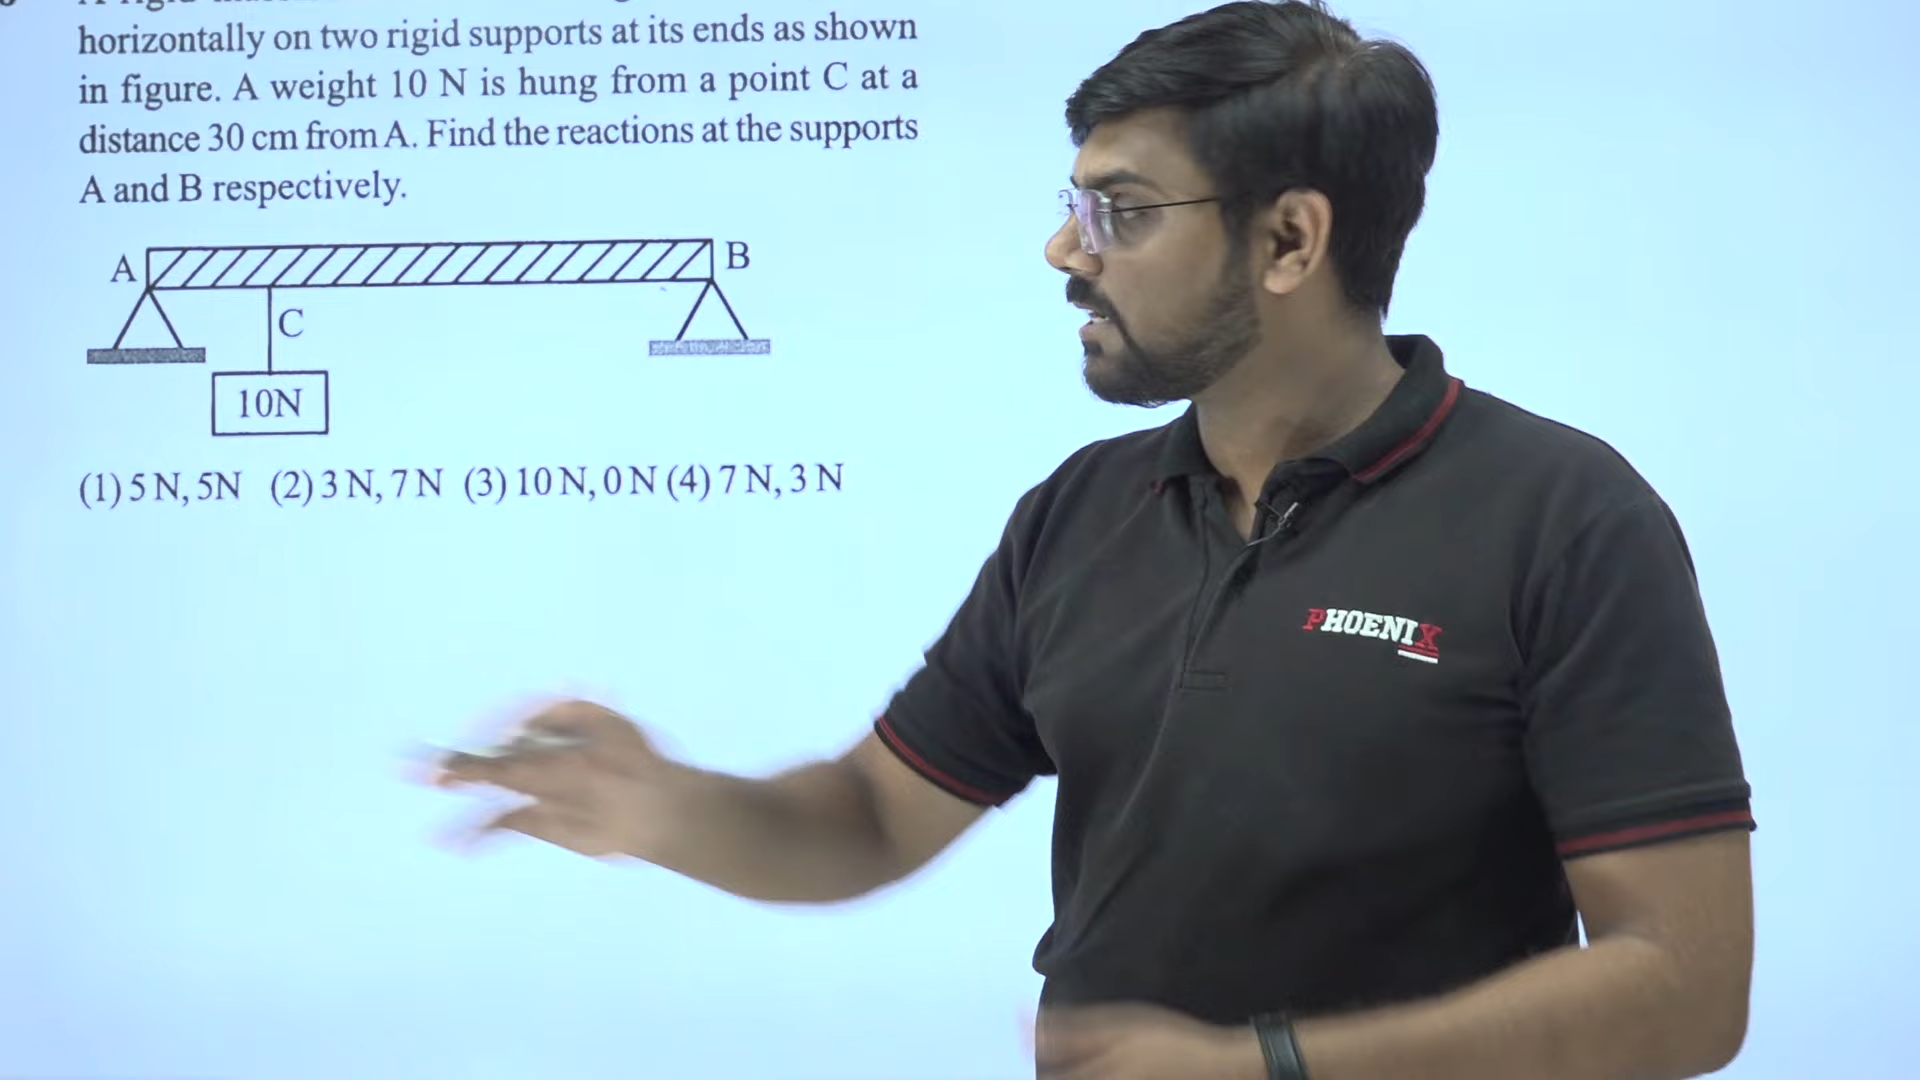 horizontally on two rigid supports at its ends as shown
in figure. A weight 10 N is hung from a point C at a
distance 30 cm from A. Find the reactions at the supports
A and B respectively.
A
B
C
10N
(1) 5 N, 5N (2) 3 N, 7 N (3) 10 N, 0 N (4) 7 N, 3 N
PHOENIX